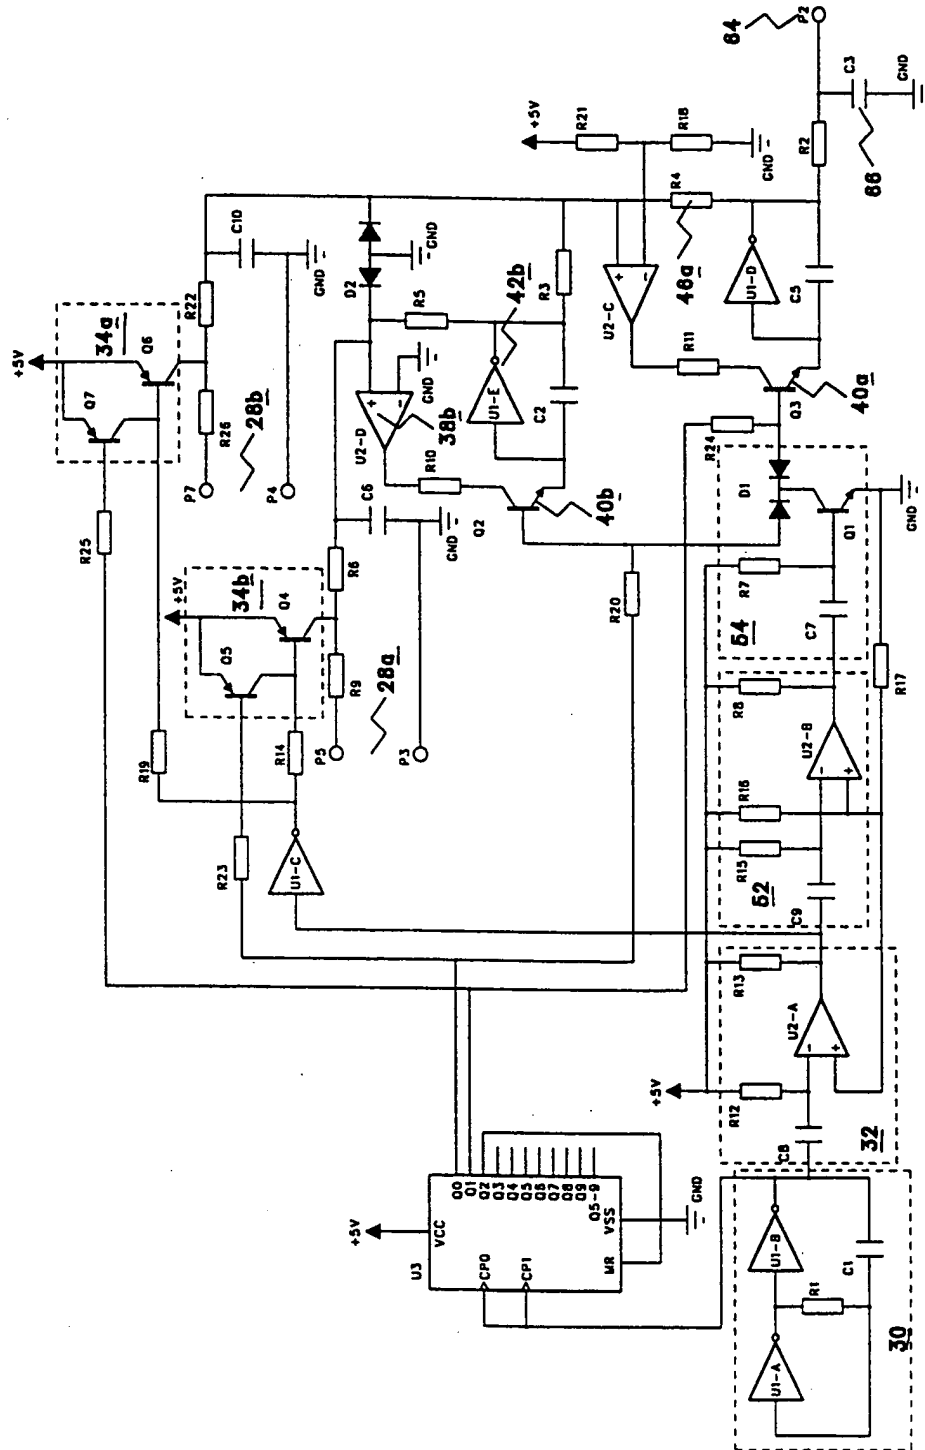 +5V
Q7
34a
Q6
R22
C10
GND
R26
28b
P7
P4
R25
+5V
34b
Q5
Q4
R6
C6
GND
R9
28a
P5
P3
R19
R14
R23
U1-C
D2
GND
R5
GND
U2-D
38b
R10
Q2
U1-E
42b
C2
R3
40b
R20
+5V
R21
R18
GND
U2-C
R4
46a
R11
U1-D
C5
Q3
40a
R24
R2
C3
GND
66
64
P2
D1
Q1
GND
R7
C7
54
R17
R8
U2-B
-
+
R16
R15
52
C9
R13
U2-A
-
+
+5V
R12
C8
32
+5V
U3
VCC
CP0
CP1
MR
VSS
Q0
Q1
Q2
Q3
Q4
Q5
Q6
Q7
Q8
Q9
Q5-9
GND
U1-B
U1-A
R1
C1
30